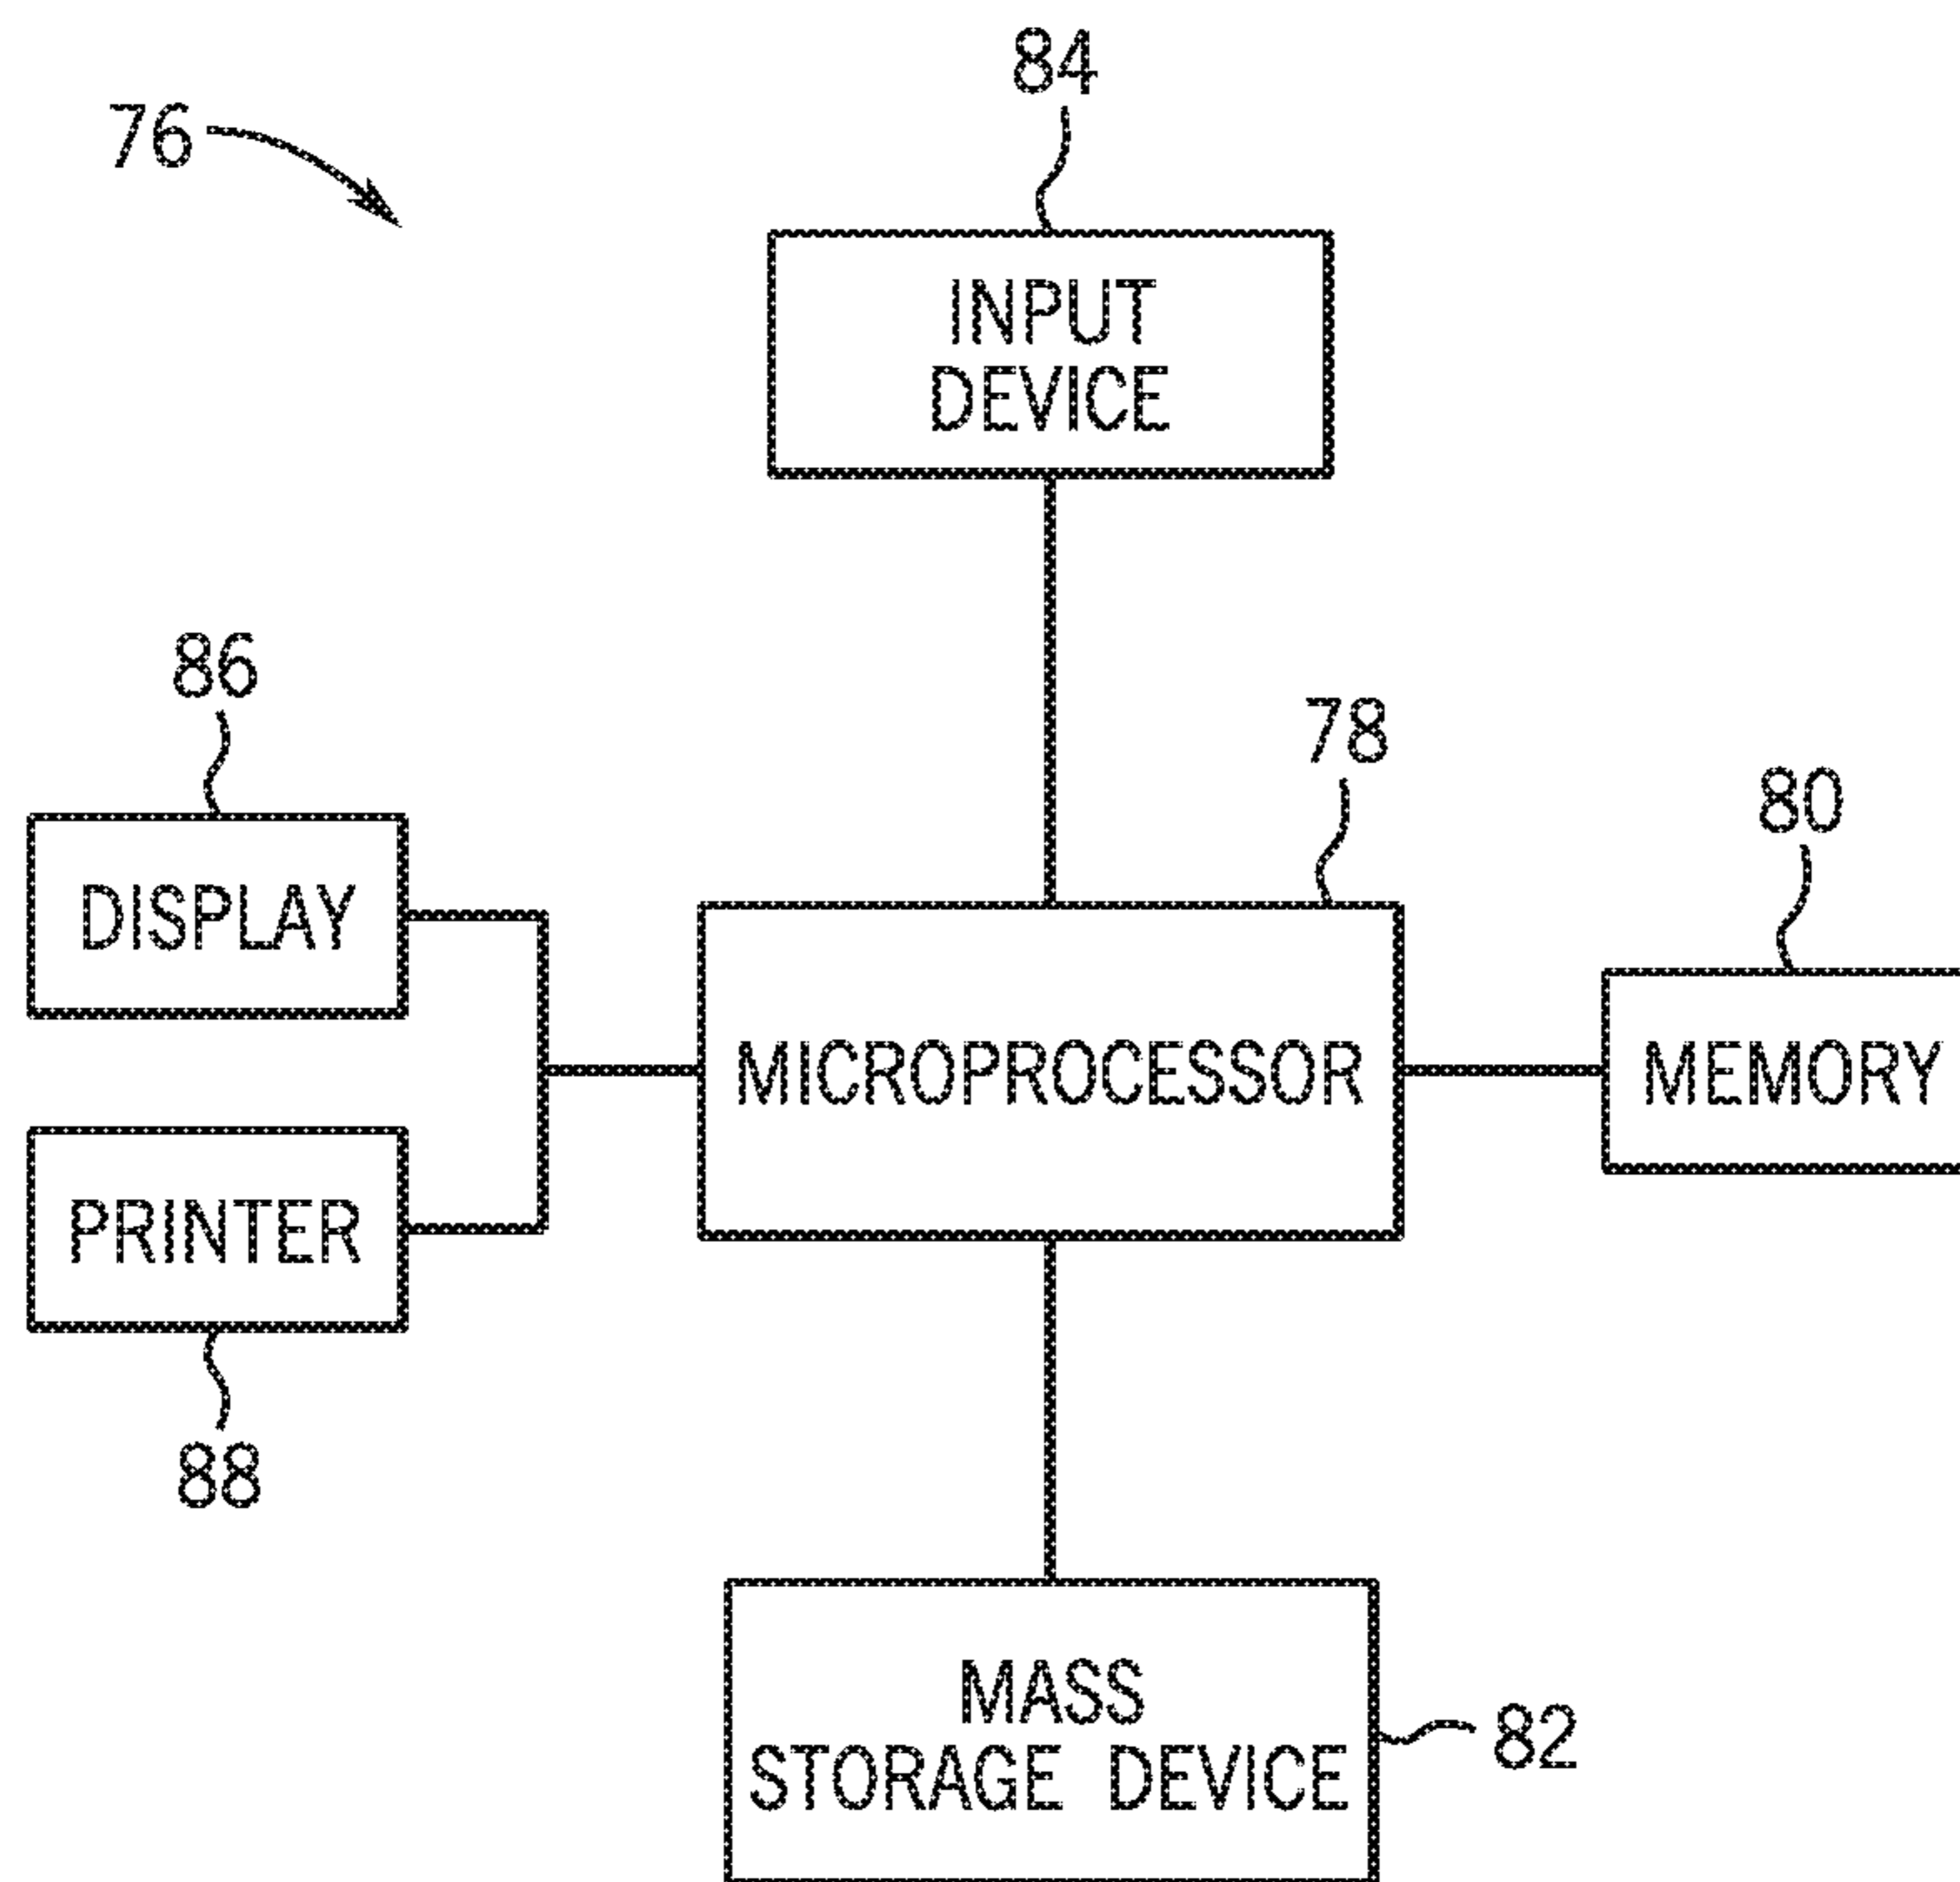 84
76
INPUT
DEVICE
86
78
80
DISPLAY
MICROPROCESSOR
MEMORY
PRINTER
88
MASS
STORAGE DEVICE
82